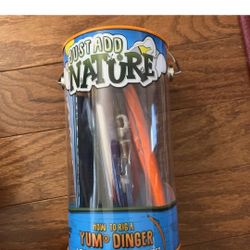 JUST ADD
NATURE
HOW TO RIG A
YUM® DINGER